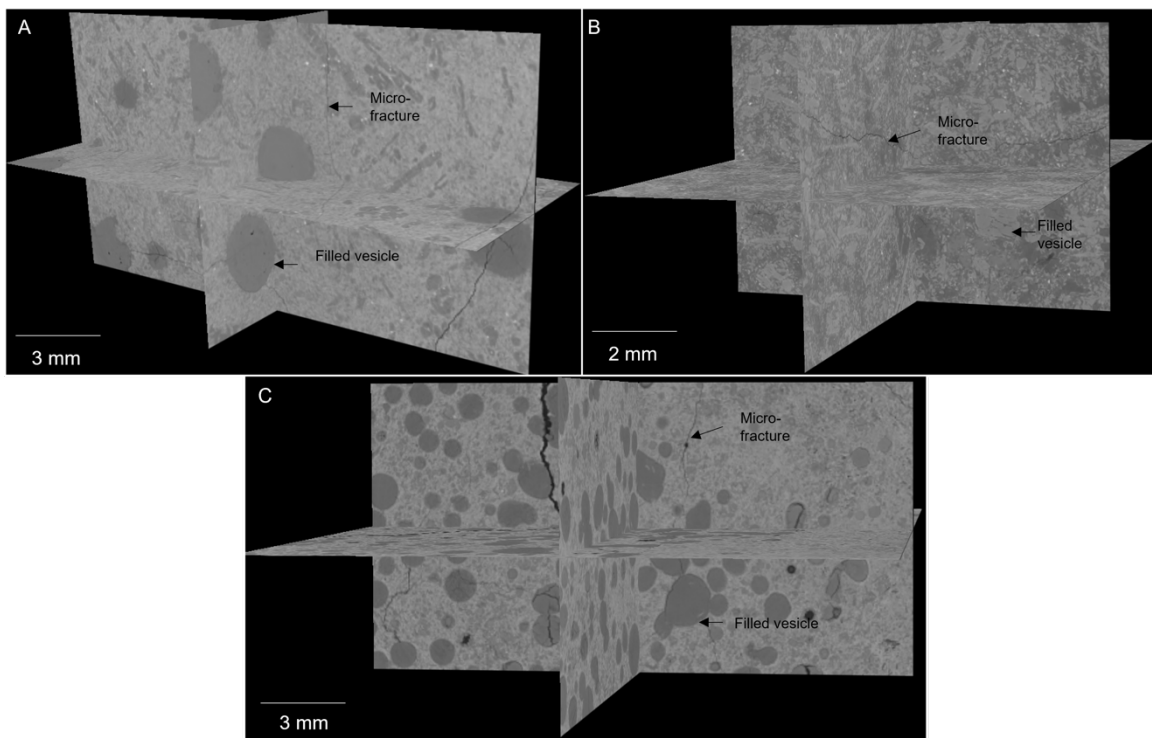 A
Micro-
fracture
Filled vesicle
3 mm
B
Micro-
fracture
Filled
vesicle
2 mm
C
Micro-
fracture
Filled vesicle
3 mm